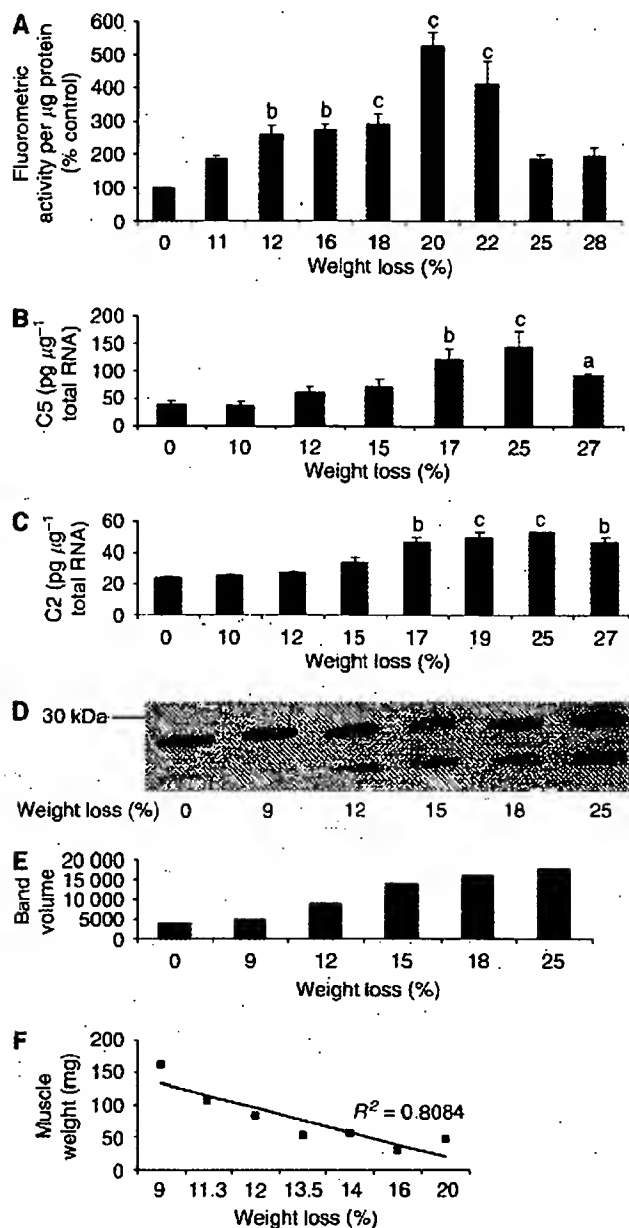 A
Fluorometric activity per µg protein (% control)
600
500
400
300
200
100
0
b
b
c
c
c
0 11 12 16 18 20 22 25 28
Weight loss (%)
B
C5 (pg µg⁻¹ total RNA)
200
150
100
50
0
b
c
a
0 10 12 15 17 25 27
Weight loss (%)
C
C2 (pg µg⁻¹ total RNA)
60
40
20
0
b
c
c
b
0 10 12 15 17 19 25 27
Weight loss (%)
D
30 kDa
Weight loss (%) 0 9 12 15 18 25
E
Band volume
20 000
15 000
10 000
5000
0
0 9 12 15 18 25
Weight loss (%)
F
Muscle weight (mg)
200
150
100
50
0
R² = 0.8084
9 11.3 12 13.5 14 16 20
Weight loss (%)